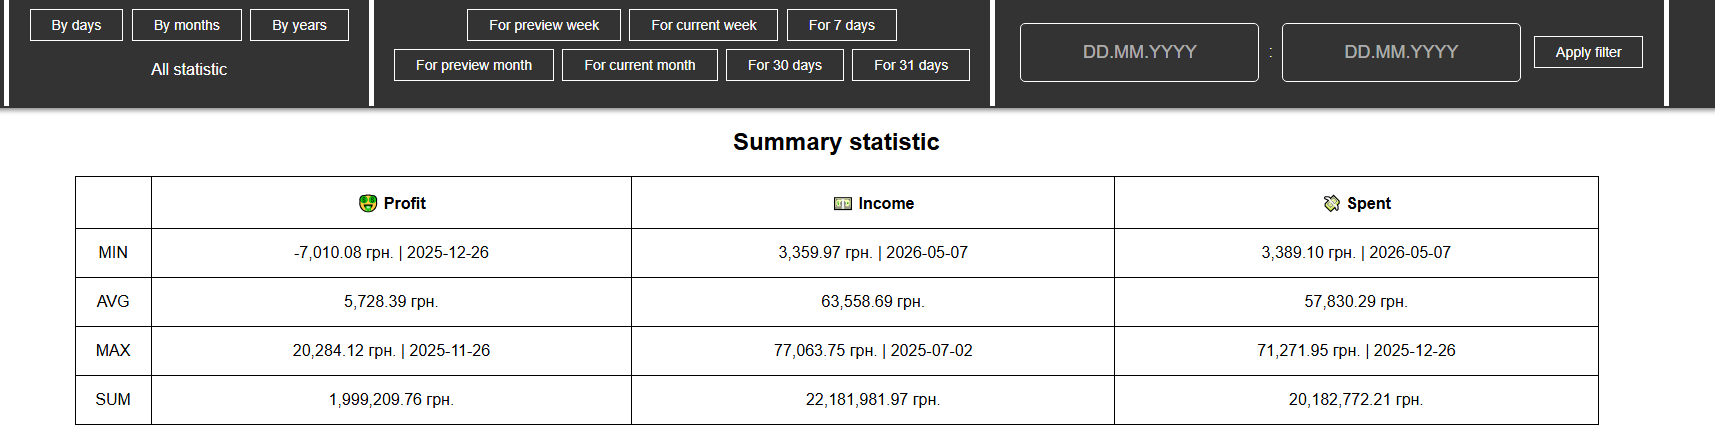 By days By months By years
All statistic
For preview week For current week For 7 days
For preview month For current month For 30 days For 31 days
DD.MM.YYYY : DD.MM.YYYY Apply filter
Summary statistic
Profit Income Spent
MIN -7,010.08 грн. | 2025-12-26 3,359.97 грн. | 2026-05-07 3,389.10 грн. | 2026-05-07
AVG 5,728.39 грн. 63,558.69 грн. 57,830.29 грн.
MAX 20,284.12 грн. | 2025-11-26 77,063.75 грн. | 2025-07-02 71,271.95 грн. | 2025-12-26
SUM 1,999,209.76 грн. 22,181,981.97 грн. 20,182,772.21 грн.